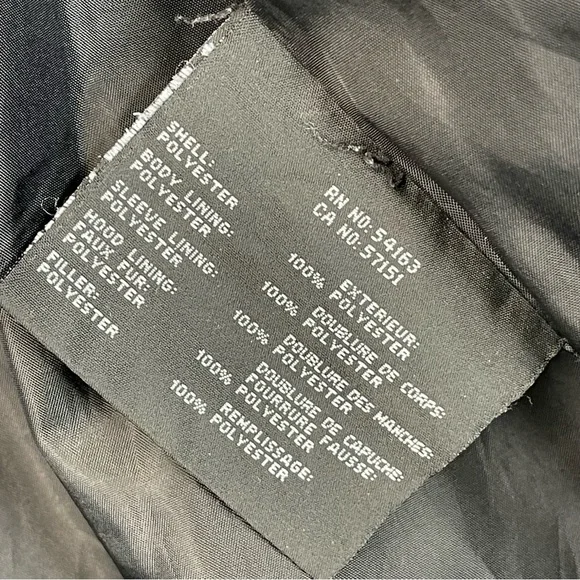 RN NO: 54163
CA NO: 57151
SHELL:
POLYESTER
BODY LINING:
POLYESTER
SLEEVE LINING:
POLYESTER
HOOD LINING:
FAUX FUR:
POLYESTER
FILLER:
POLYESTER
100%
100%
100%
100%
100%
EXTERIEUR:
POLYESTER
DOUBLURE DE CORPS:
POLYESTER
DOUBLURE DES MANCHES:
POLYESTER
DOUBLURE DE CAPUCHE:
FOURRURE FAUSSE:
POLYESTER
REMPLISSAGE:
POLYESTER